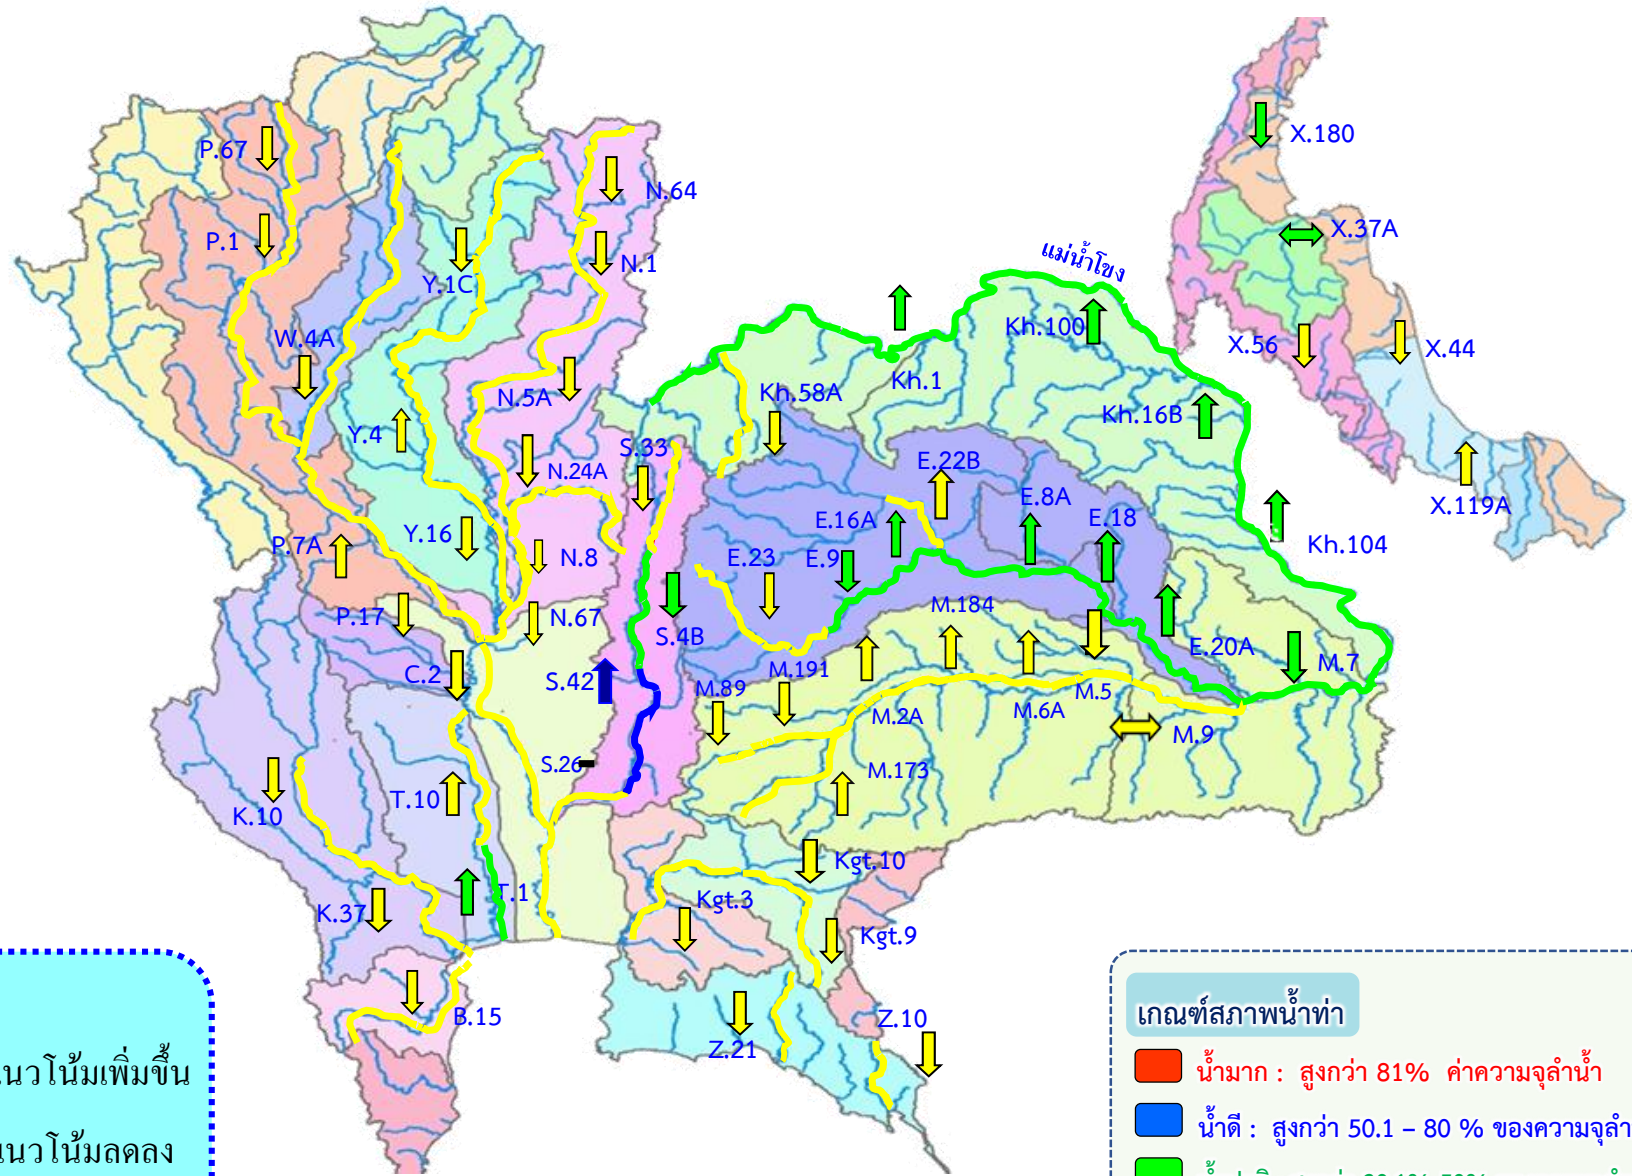 P.67
P.1
W.4A
Y.1C
N.64
N.1
N.5A
Y.4
N.24A
S.33
Y.16
N.8
P.7A
P.17
N.67
C.2
S.42
S.4B
S.26
K.10
T.10
T.1
K.37
B.15
แม่น้ำโขง
Kh.58A
Kh.1
Kh.100
Kh.16B
Kh.104
E.22B
E.16A
E.8A
E.18
E.23
E.9
M.184
E.20A
M.7
M.191
M.89
M.2A
M.6A
M.5
M.9
M.173
Kgt.10
Kgt.3
Kgt.9
Z.10
Z.21
X.180
X.37A
X.56
X.44
X.119A
แนวโน้มเพิ่มขึ้น
แนวโน้มลดลง
เกณฑ์สภาพน้ำท่า
น้ำมาก : สูงกว่า 81% ค่าความจุลำน้ำ
น้ำดี : สูงกว่า 50.1 – 80 % ของความจุลำ